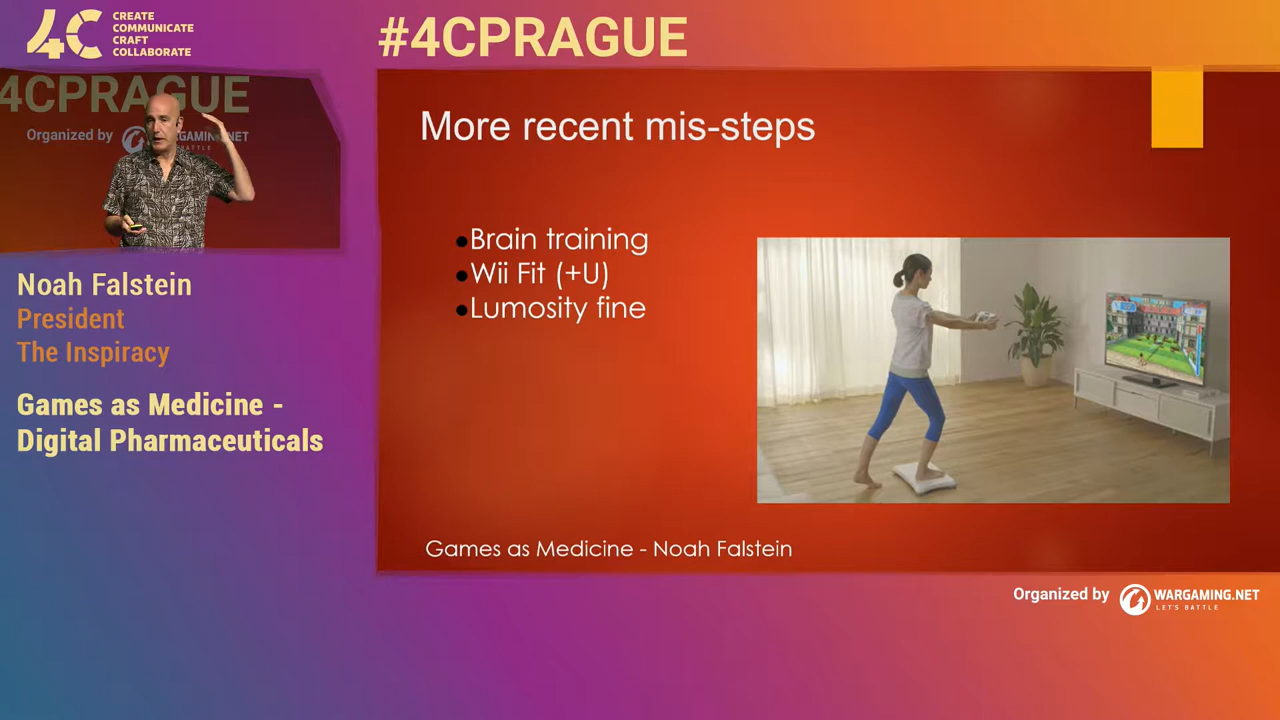 4C
CREATE
COMMUNICATE
CRAFT
COLLABORATE
#4CPRAGUE
4CPRAGUE
Organized by
NET
BATTLE
Noah Falstein
President
The Inspiracy
Games as Medicine -
Digital Pharmaceuticals
More recent mis-steps
●Brain training
●Wii Fit (+U)
●Lumosity fine
Games as Medicine - Noah Falstein
Organized by
WARGAMING.NET
LET'S BATTLE